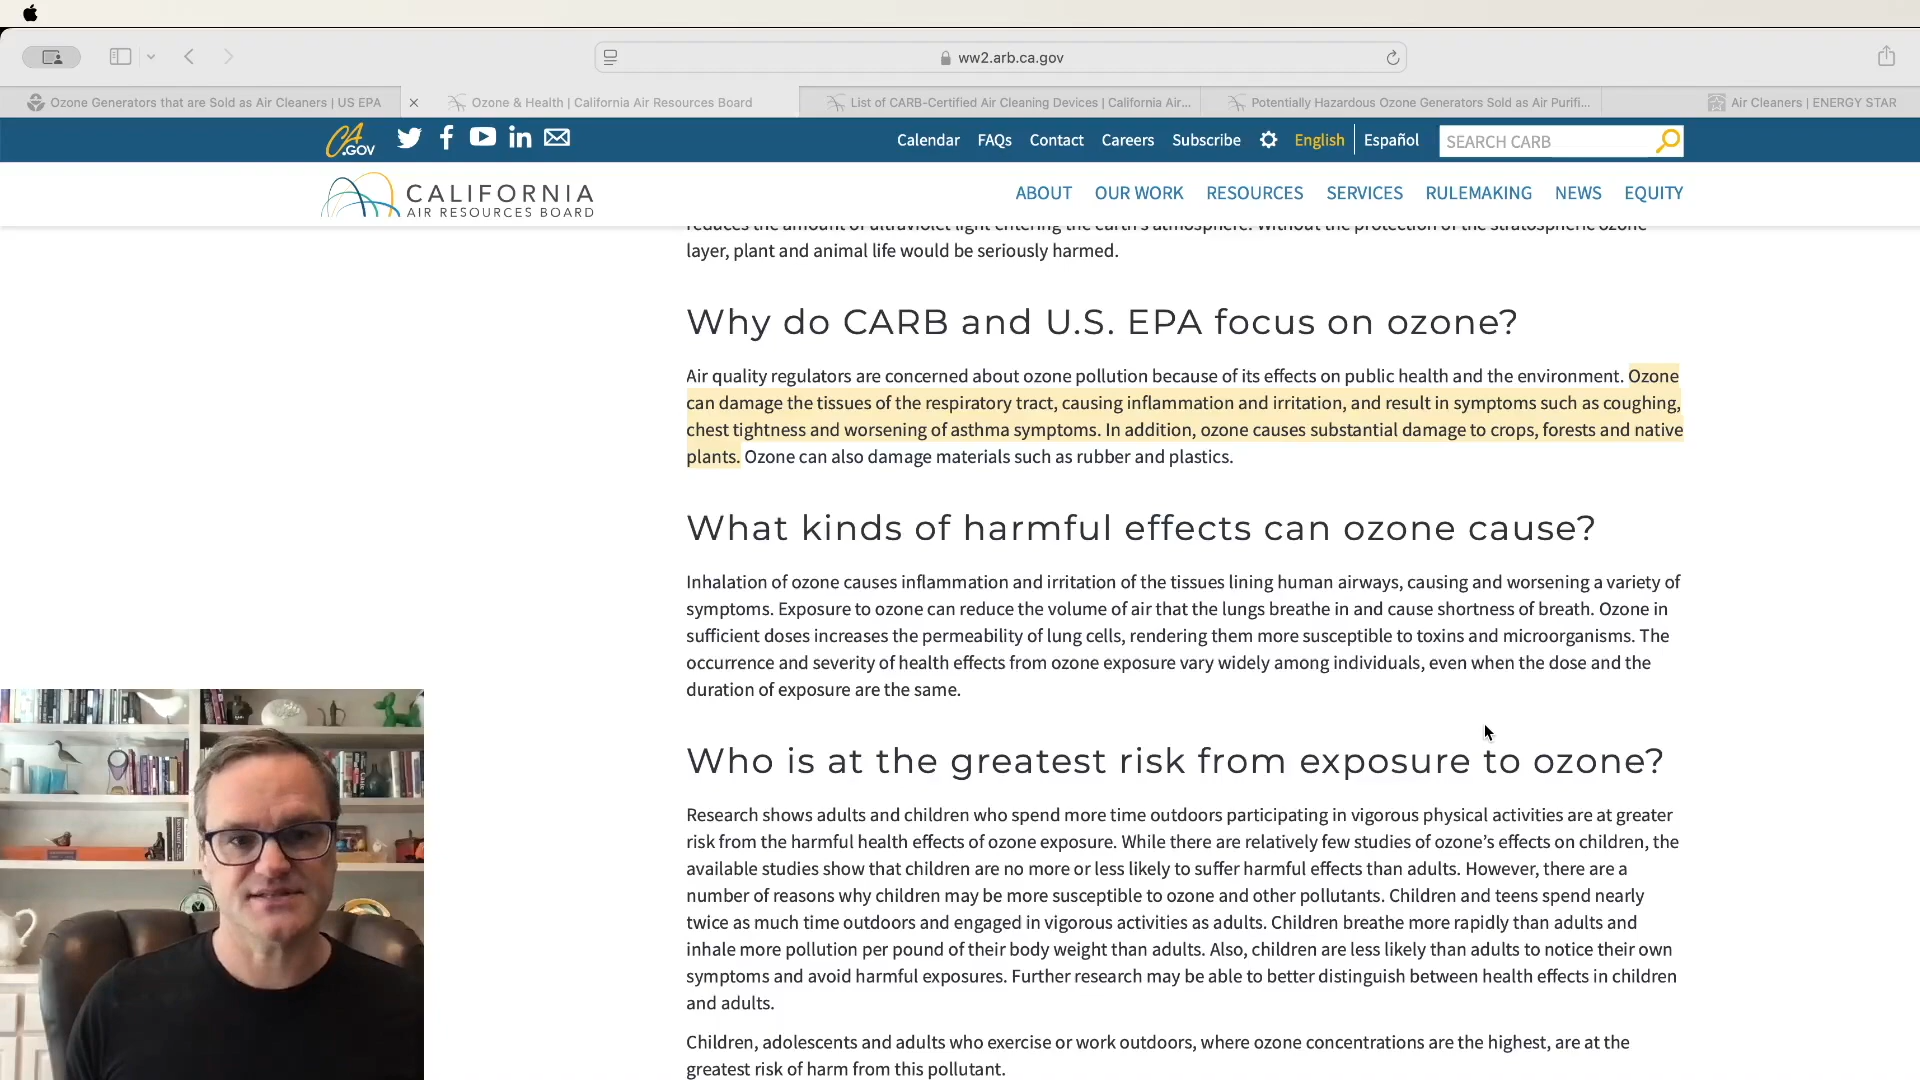 ww2.arb.ca.gov
Ozone Generators that are Sold as Air Cleaners | US EPA
Ozone & Health | California Air Resources Board
List of CARB-Certified Air Cleaning Devices | California Air...
Potentially Hazardous Ozone Generators Sold as Air Purifi...
Air Cleaners | ENERGY STAR
CA.GOV
Calendar FAQs Contact Careers Subscribe English Español SEARCH CARB
CALIFORNIA
AIR RESOURCES BOARD
ABOUT OUR WORK RESOURCES SERVICES RULEMAKING NEWS EQUITY
reduces the amount of ultraviolet light entering the earth's atmosphere. Without the protection of the stratospheric ozone
layer, plant and animal life would be seriously harmed.
Why do CARB and U.S. EPA focus on ozone?
Air quality regulators are concerned about ozone pollution because of its effects on public health and the environment. Ozone
can damage the tissues of the respiratory tract, causing inflammation and irritation, and result in symptoms such as coughing,
chest tightness and worsening of asthma symptoms. In addition, ozone causes substantial damage to crops, forests and native
plants. Ozone can also damage materials such as rubber and plastics.
What kinds of harmful effects can ozone cause?
Inhalation of ozone causes inflammation and irritation of the tissues lining human airways, causing and worsening a variety of
symptoms. Exposure to ozone can reduce the volume of air that the lungs breathe in and cause shortness of breath. Ozone in
sufficient doses increases the permeability of lung cells, rendering them more susceptible to toxins and microorganisms. The
occurrence and severity of health effects from ozone exposure vary widely among individuals, even when the dose and the
duration of exposure are the same.
Who is at the greatest risk from exposure to ozone?
Research shows adults and children who spend more time outdoors participating in vigorous physical activities are at greater
risk from the harmful health effects of ozone exposure. While there are relatively few studies of ozone’s effects on children, the
available studies show that children are no more or less likely to suffer harmful effects than adults. However, there are a
number of reasons why children may be more susceptible to ozone and other pollutants. Children and teens spend nearly
twice as much time outdoors and engaged in vigorous activities as adults. Children breathe more rapidly than adults and
inhale more pollution per pound of their body weight than adults. Also, children are less likely than adults to notice their own
symptoms and avoid harmful exposures. Further research may be able to better distinguish between health effects in children
and adults.
Children, adolescents and adults who exercise or work outdoors, where ozone concentrations are the highest, are at the
greatest risk of harm from this pollutant.